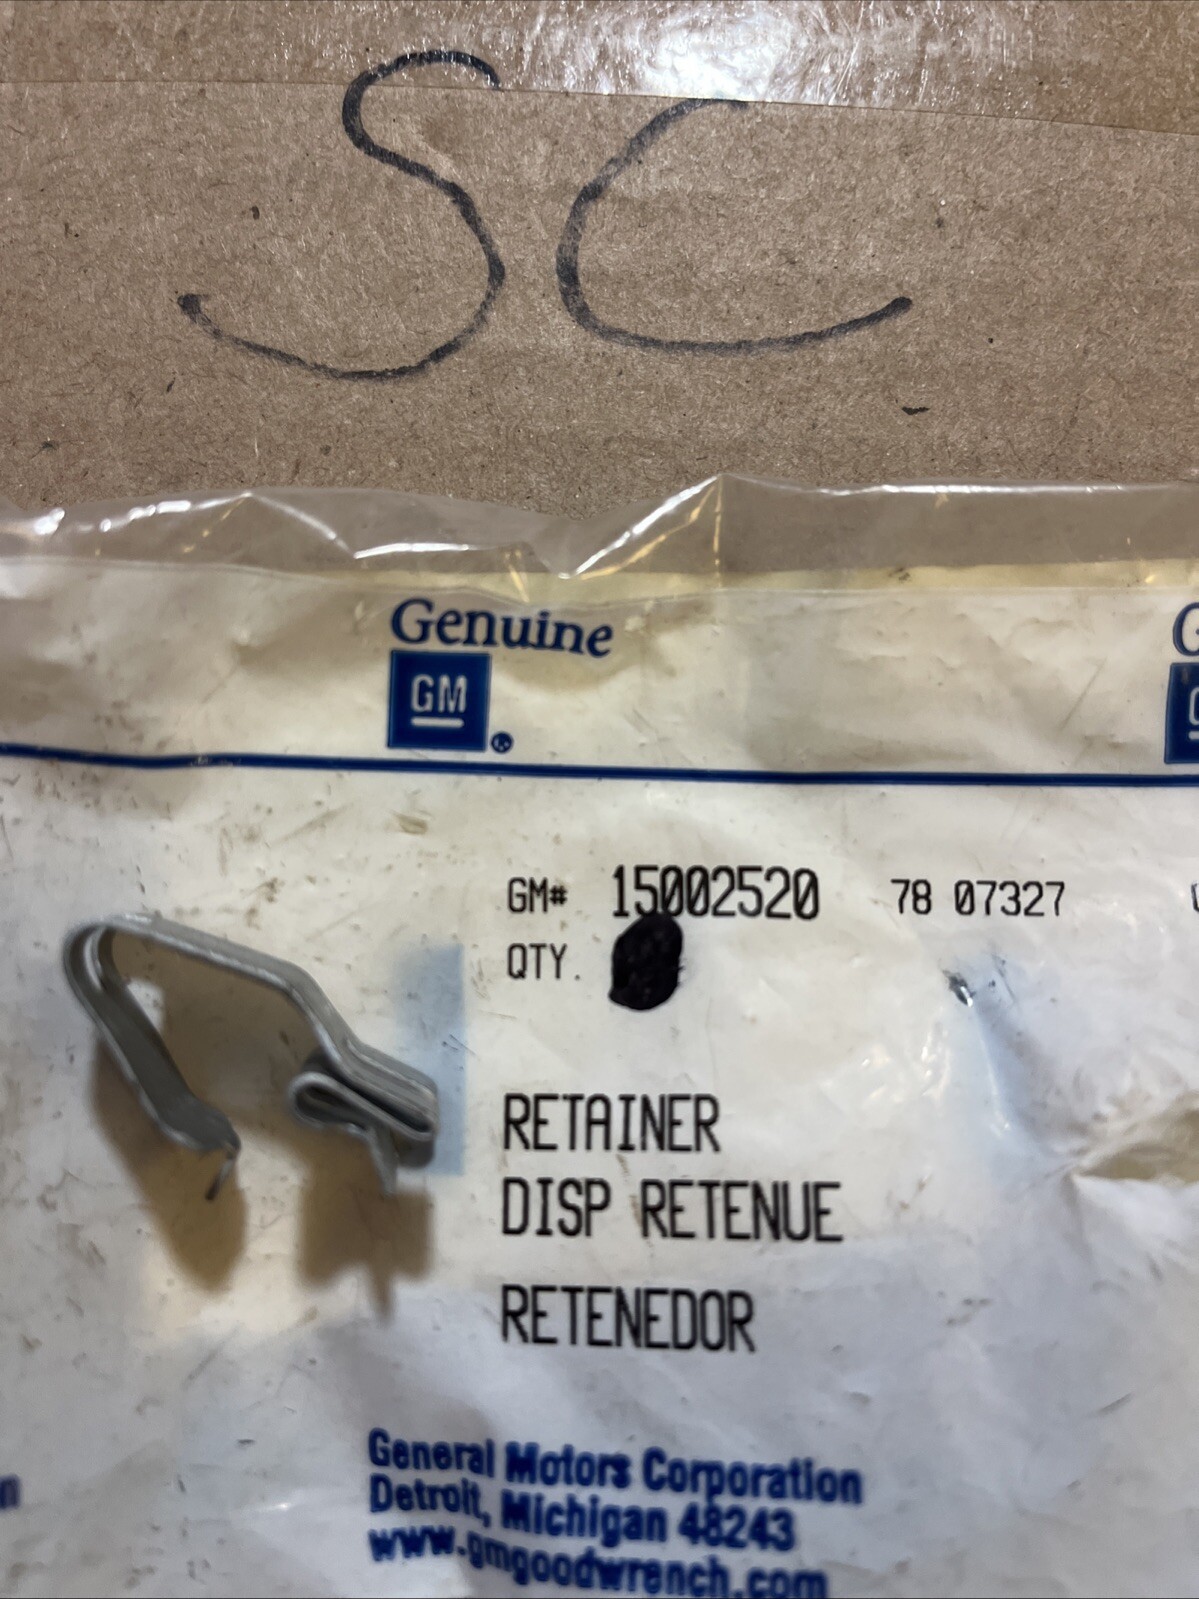 SC
Genuine
GM
GM# 15002520 78 07327
QTY.
RETAINER
DISP RETENUE
RETENEDOR
General Motors Corporation
Detroit, Michigan 48243
www.gmgoodwrench.com